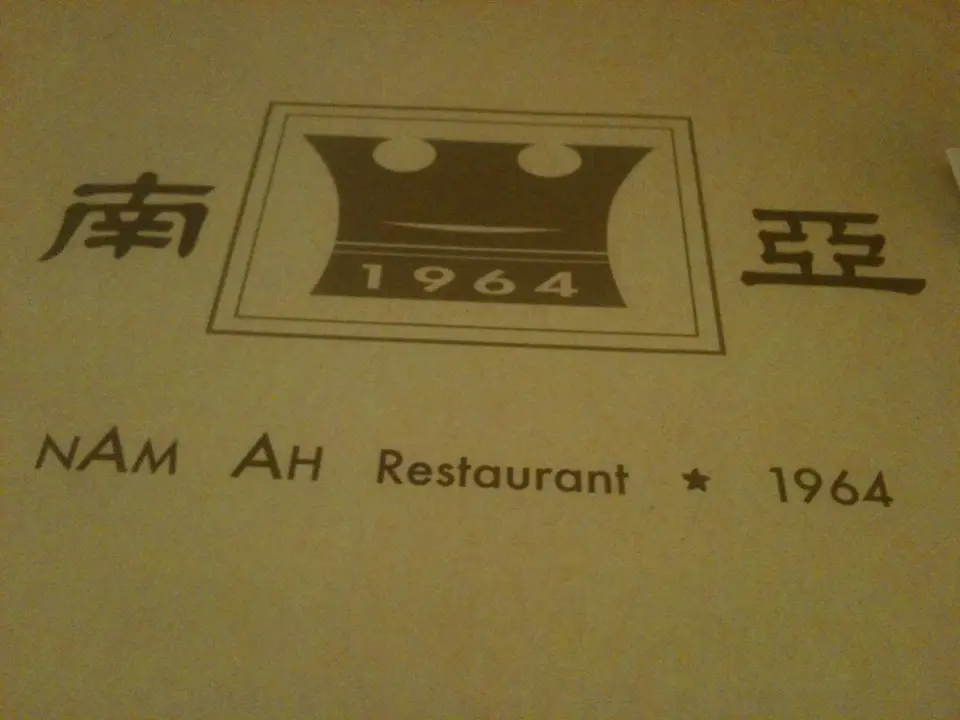 南 亞
1964
NAM AH Restaurant ★ 1964